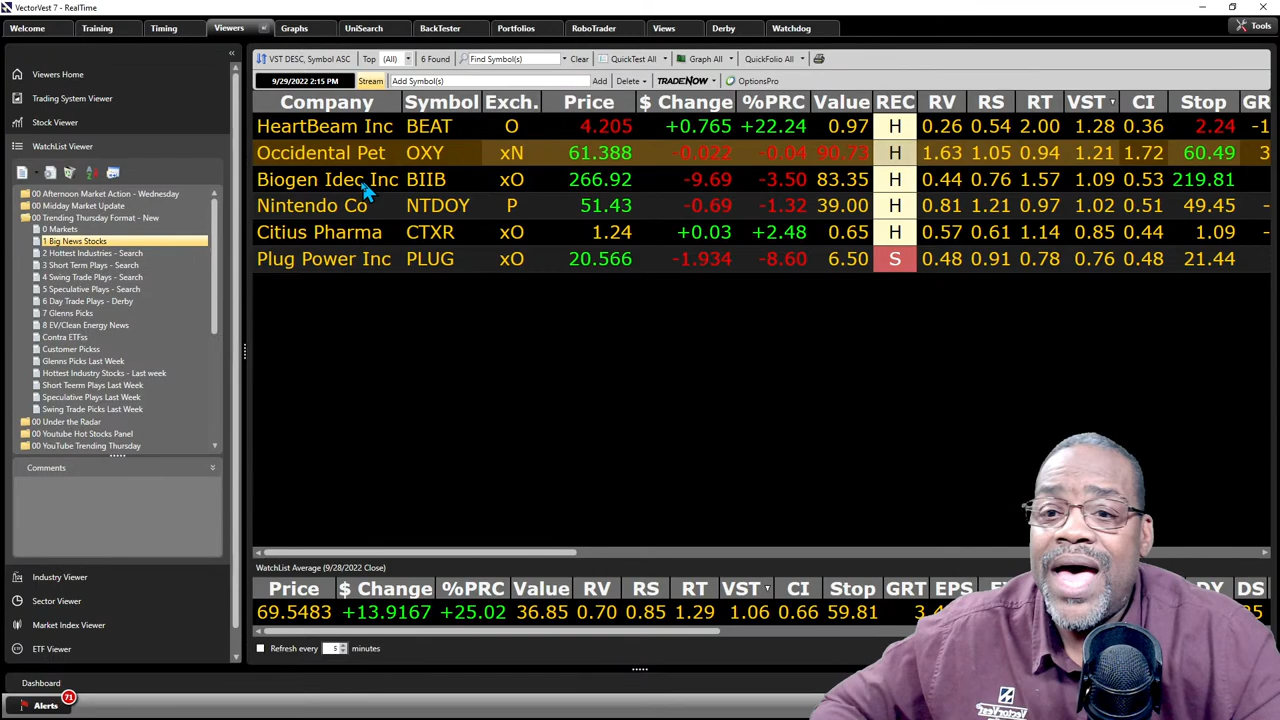 VectorVest 7 - RealTime
Welcome Training Timing Viewers Graphs UniSearch BackTester Portfolios RoboTrader Views Derby Watchdog Tools
VST DESC, Symbol ASC Top (All) 6 Found Find Symbol(s) Clear QuickTest All Graph All QuickFolio All
9/29/2022 2:15 PM Stream Add Symbol(s) Add Delete TRADENOW OptionsPro
Company Symbol Exch. Price $ Change %PRC Value REC RV RS RT VST CI Stop GR
HeartBeam Inc BEAT O 4.205 +0.765 +22.24 0.97 H 0.26 0.54 2.00 1.28 0.36 2.24 -1
Occidental Pet OXY xN 61.388 -0.022 -0.04 90.73 H 1.63 1.05 0.94 1.21 1.72 60.49 3
Biogen Idec Inc BIIB xO 266.92 -9.69 -3.50 83.35 H 0.44 0.76 1.57 1.03 0.53 219.81
Nintendo Co NTDOY P 51.43 -0.69 -1.32 39.00 H 0.81 1.21 0.97 1.02 0.51 49.45 -
Citius Pharma CTXR xO 1.24 +0.03 +2.48 0.65 H 0.57 0.61 1.14 0.85 0.44 1.09 -
Plug Power Inc PLUG xO 20.566 -1.934 -8.60 6.50 S 0.48 0.91 0.78 0.76 0.48 21.44 -
Viewers Home
Trading System Viewer
Stock Viewer
WatchList Viewer
00 Afternoon Market Action - Wednesday
00 Midday Market Update
00 Trending Thursday Format - New
0 Markets
1 Big News Stocks
2 Hottest Industries - Search
3 Short Term Plays - Search
4 Swing Trade Plays - Search
5 Speculative Plays - Search
6 Day Trade Plays - Derby
7 Glenns Picks
8 EV/Clean Energy News
Contra ETFss
Customer Pickss
Glenns Picks Last Week
Hottest Industry Stocks - Last week
Short Teerm Plays Last Week
Speculative Plays Last Week
Swing Trade Picks Last Week
00 Under the Radar
00 Youtube Hot Stocks Panel
00 YouTube Trending Thursday
Comments
Industry Viewer
Sector Viewer
Market Index Viewer
ETF Viewer
WatchList Average (9/28/2022 Close)
Price $ Change %PRC Value RV RS RT VST CI Stop GRT EPS DY DS
69.5483 +13.9167 +25.02 36.85 0.70 0.85 1.29 1.06 0.66 59.81
Refresh every 5 minutes
Dashboard
Alerts 71